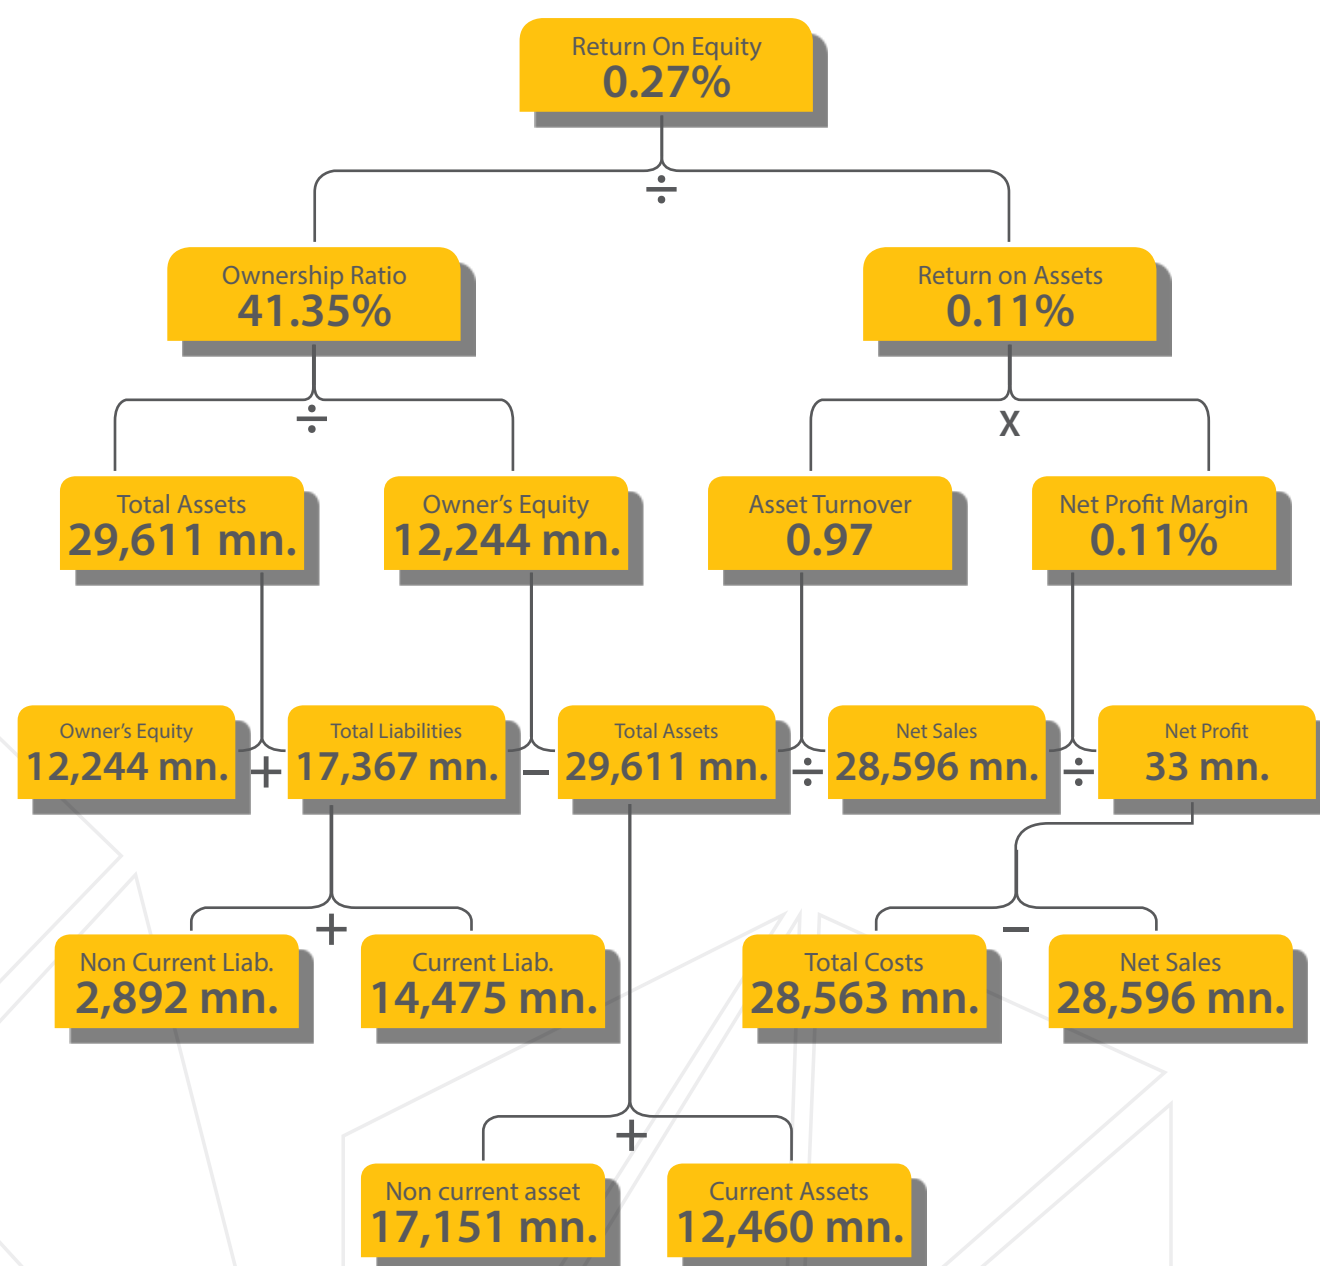 Return On Equity
0.27%
÷
Ownership Ratio
41.35%
Return on Assets
0.11%
÷
X
Total Assets
29,611 mn.
Owner’s Equity
12,244 mn.
Asset Turnover
0.97
Net Profit Margin
0.11%
Owner’s Equity
12,244 mn.
+
Total Liabilities
17,367 mn.
–
Total Assets
29,611 mn.
÷
Net Sales
28,596 mn.
÷
Net Profit
33 mn.
+
–
Non Current Liab.
2,892 mn.
Current Liab.
14,475 mn.
Total Costs
28,563 mn.
Net Sales
28,596 mn.
+
Non current asset
17,151 mn.
Current Assets
12,460 mn.